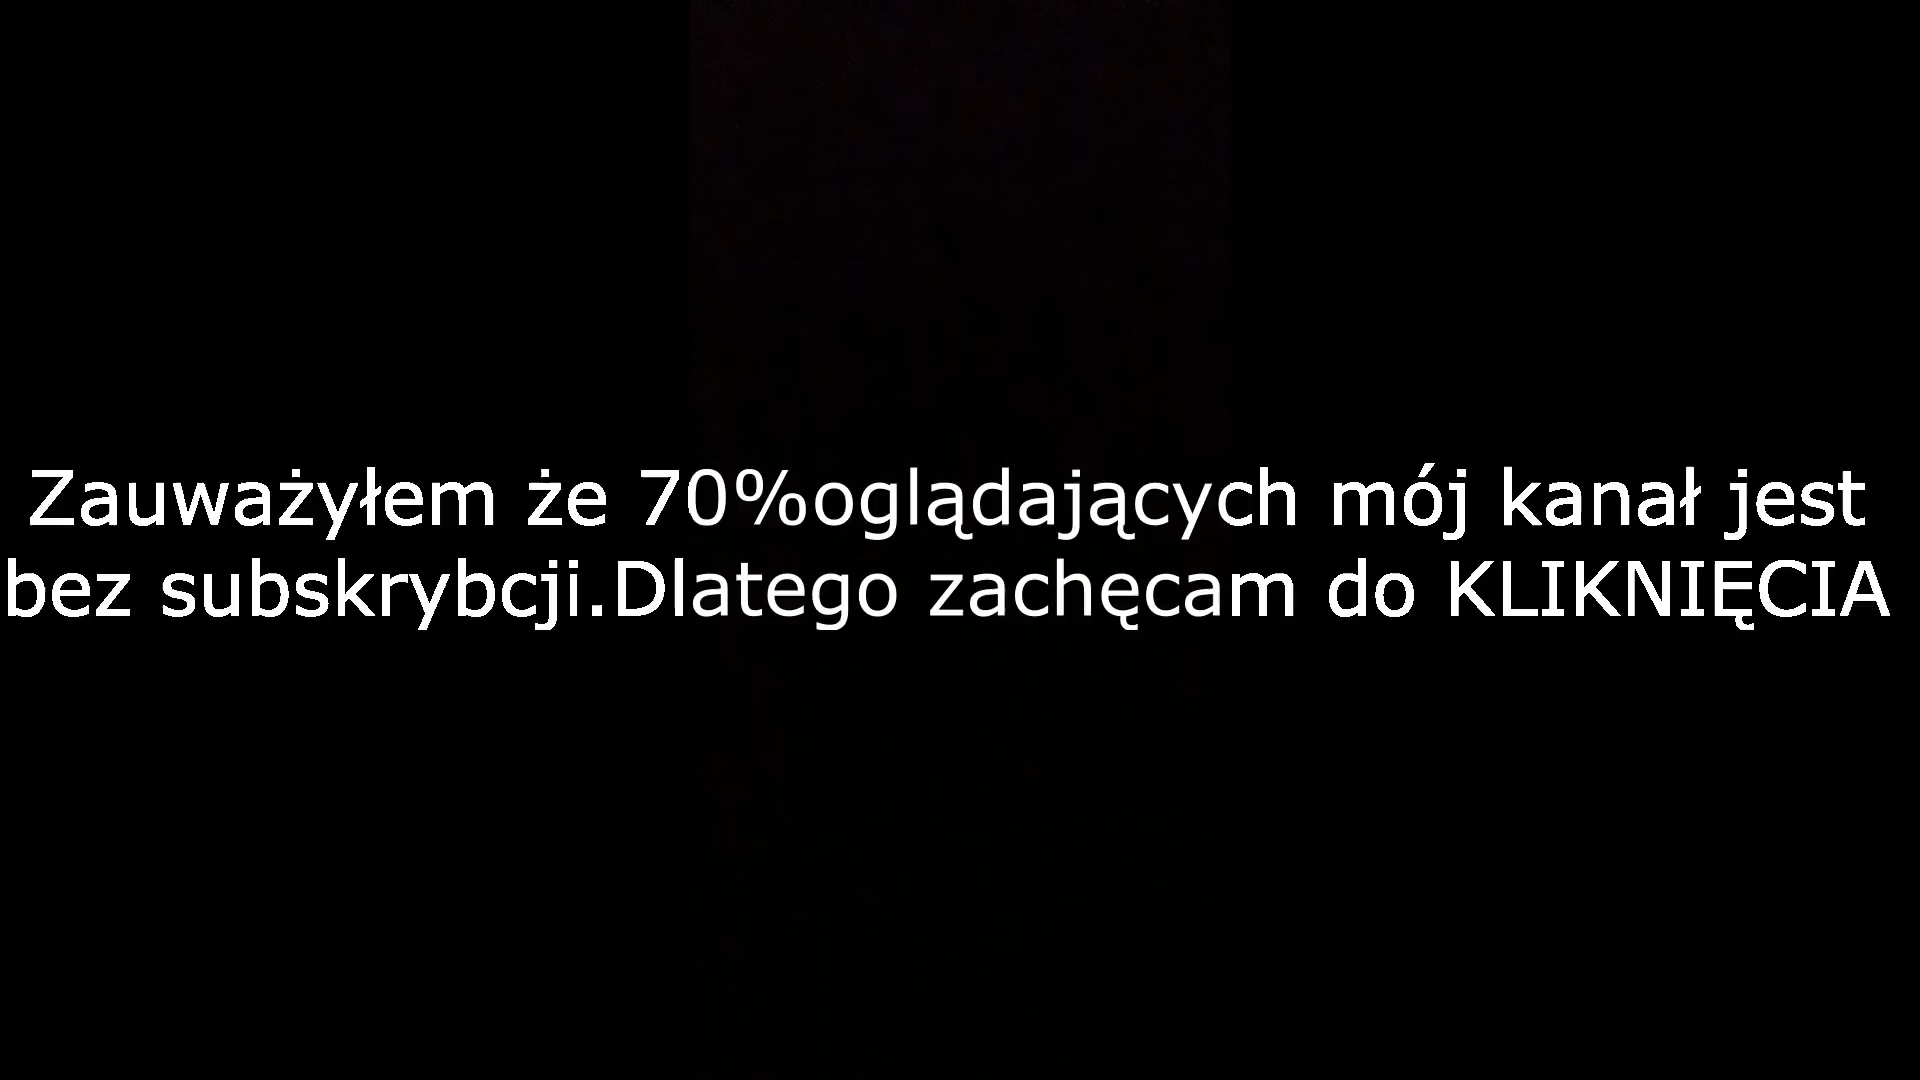 Zauważyłem że 70%oglądających mój kanał jest
bez subskrybcji.Dlatego zachęcam do KLIKNIĘCIA